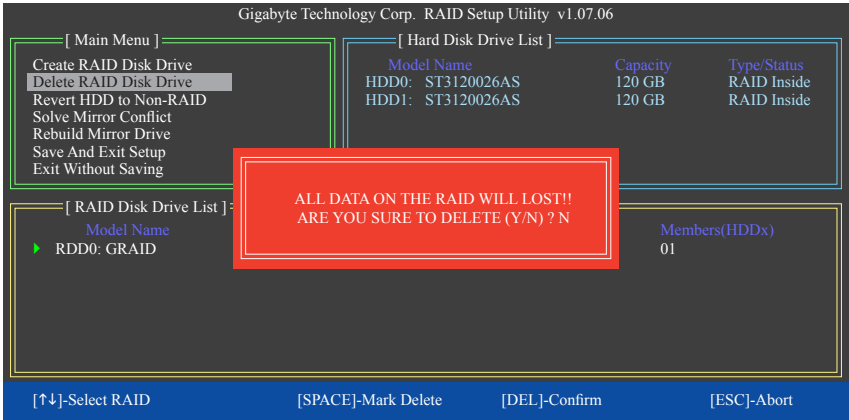 Gigabyte Technology Corp. RAID Setup Utility v1.07.06
[ Main Menu ]
Create RAID Disk Drive
Delete RAID Disk Drive
Revert HDD to Non-RAID
Solve Mirror Conflict
Rebuild Mirror Drive
Save And Exit Setup
Exit Without Saving
[ Hard Disk Drive List ]
Model Name Capacity Type/Status
HDD0: ST3120026AS 120 GB RAID Inside
HDD1: ST3120026AS 120 GB RAID Inside
ALL DATA ON THE RAID WILL LOST!!
ARE YOU SURE TO DELETE (Y/N) ? N
[ RAID Disk Drive List ]
Model Name Members(HDDx)
RDD0: GRAID 01
[↑↓]-Select RAID [SPACE]-Mark Delete [DEL]-Confirm [ESC]-Abort